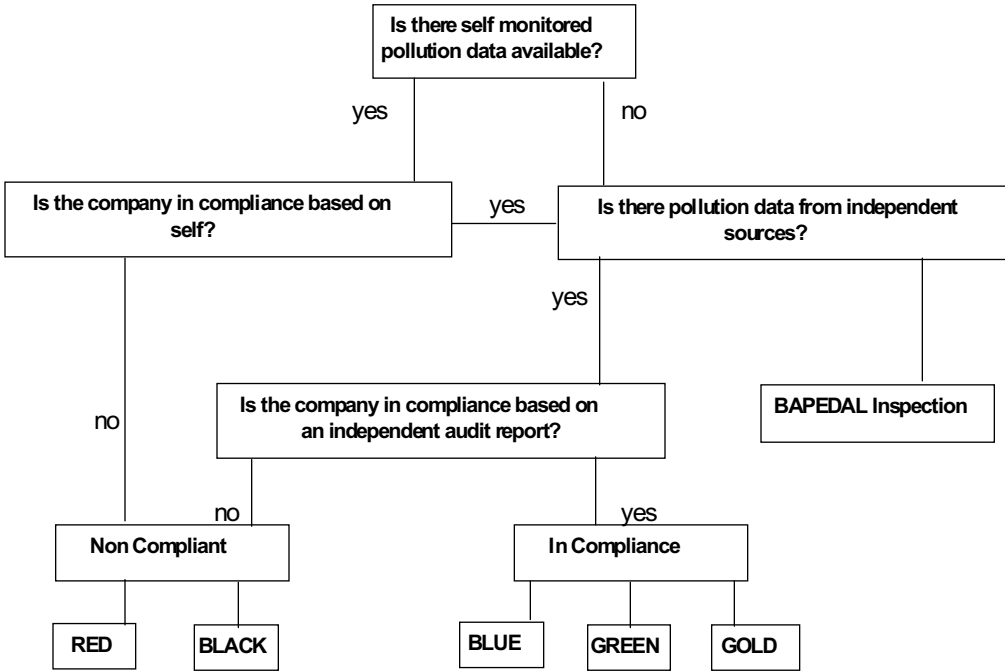 Is there self monitored
pollution data available?
yes
no
Is the company in compliance based on
self?
yes
Is there pollution data from independent
sources?
yes
Is the company in compliance based on
an independent audit report?
BAPEDAL Inspection
no
no
yes
Non Compliant
In Compliance
RED
BLACK
BLUE
GREEN
GOLD